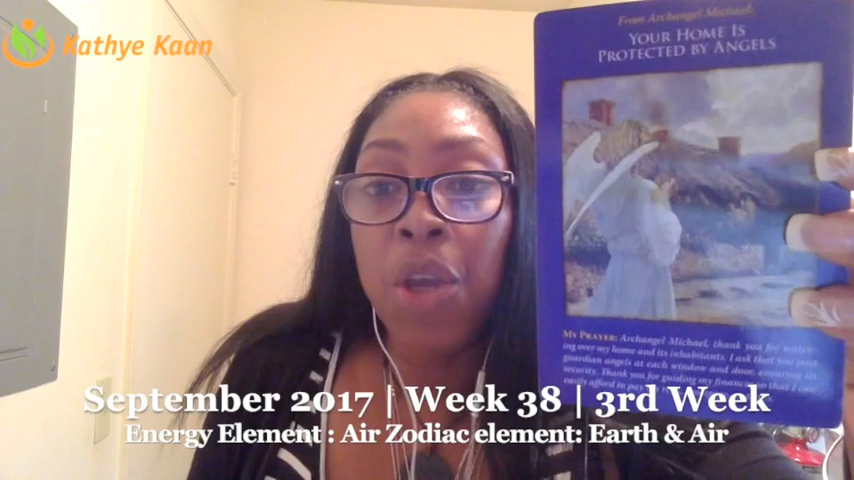 Kathye Kaan
From Archangel Michael:
YOUR HOME IS
PROTECTED BY ANGELS
MY PRAYER: Archangel Michael, thank you for watch-
ing over my home and its inhabitants. I ask that you post
guardian angels at each window and door, ensuring its
security. Thank you for guiding my finances so that I can
easily afford to pay
September 2017 | Week 38 | 3rd Week
Energy Element : Air Zodiac element: Earth & Air